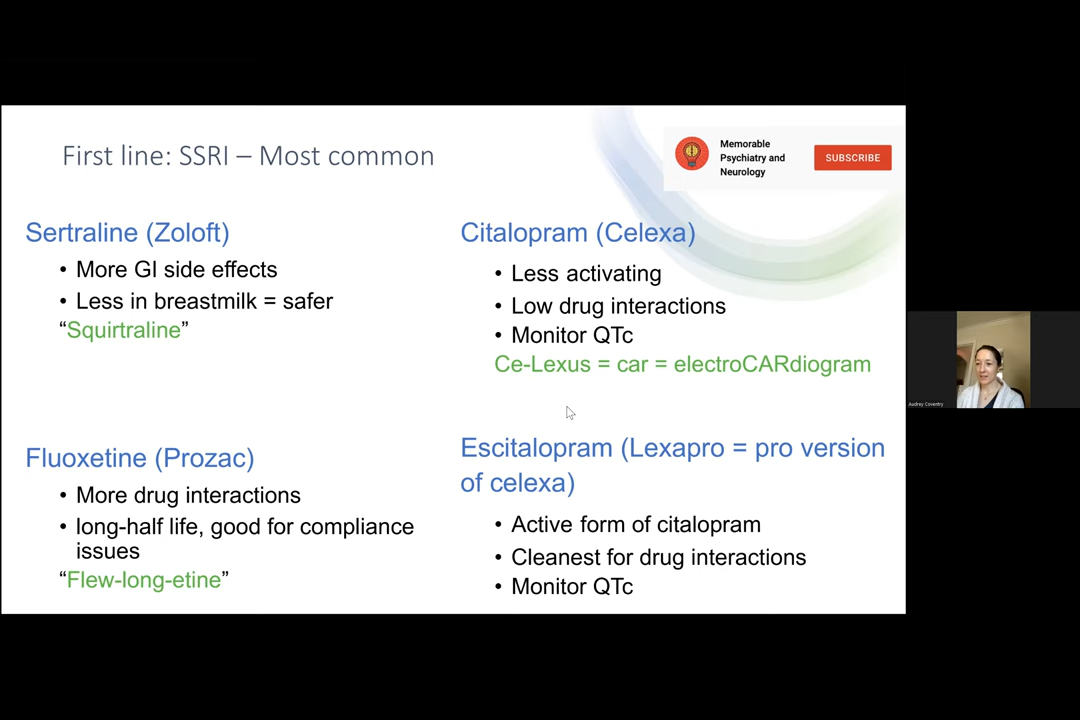 First line: SSRI – Most common
Memorable
Psychiatry and
Neurology
SUBSCRIBE
Sertraline (Zoloft)
• More GI side effects
• Less in breastmilk = safer
“Squirtraline”
Citalopram (Celexa)
• Less activating
• Low drug interactions
• Monitor QTc
Ce-Lexus = car = electroCARdiogram
Fluoxetine (Prozac)
• More drug interactions
• long-half life, good for compliance
issues
“Flew-long-etine”
Escitalopram (Lexapro = pro version
of celexa)
• Active form of citalopram
• Cleanest for drug interactions
• Monitor QTc
Audrey Coventry